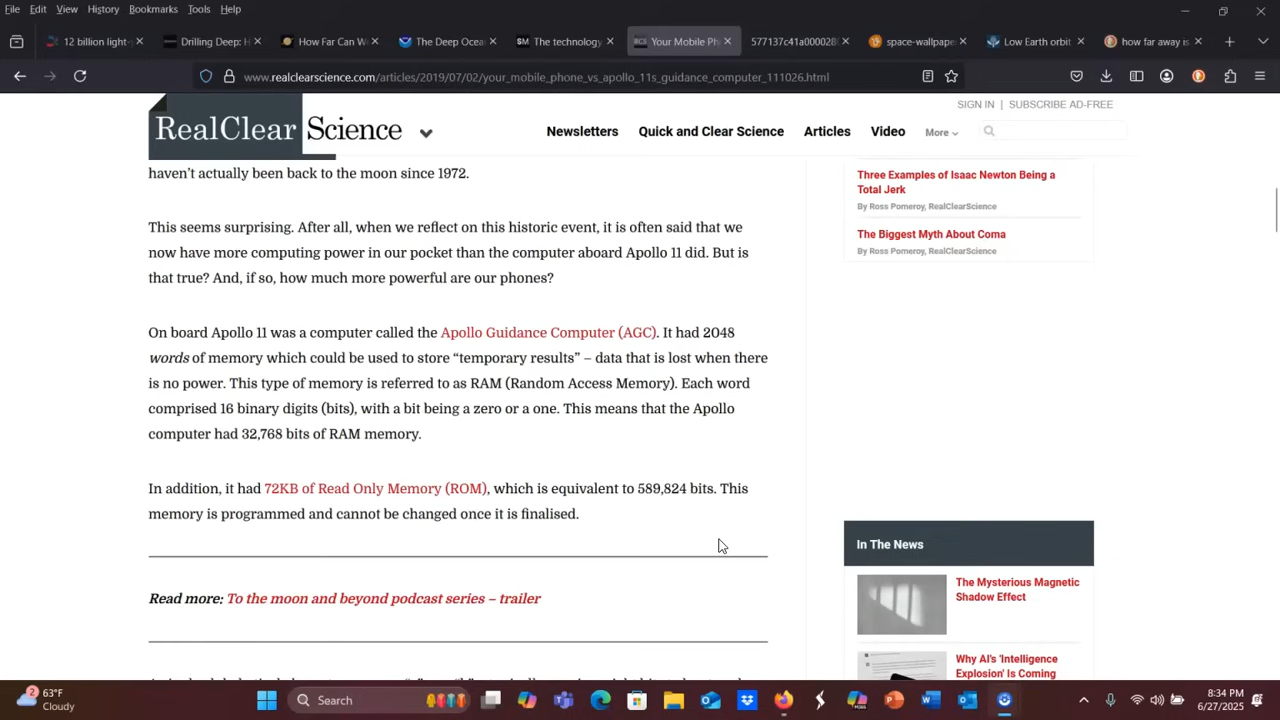 File Edit View History Bookmarks Tools Help
12 billion light-
Drilling Deep: H
How Far Can W
The Deep Ocea
SM The technology
RCS Your Mobile Ph
577137c41a0000280
space-wallpape
Low Earth orbit
how far away is
www.realclearscience.com/articles/2019/07/02/your_mobile_phone_vs_apollo_11s_guidance_computer_111026.html
SIGN IN | SUBSCRIBE AD-FREE
RealClear Science
Newsletters Quick and Clear Science Articles Video More
haven't actually been back to the moon since 1972.
This seems surprising. After all, when we reflect on this historic event, it is often said that we
now have more computing power in our pocket than the computer aboard Apollo 11 did. But is
that true? And, if so, how much more powerful are our phones?
On board Apollo 11 was a computer called the Apollo Guidance Computer (AGC). It had 2048
words of memory which could be used to store “temporary results” – data that is lost when there
is no power. This type of memory is referred to as RAM (Random Access Memory). Each word
comprised 16 binary digits (bits), with a bit being a zero or a one. This means that the Apollo
computer had 32,768 bits of RAM memory.
In addition, it had 72KB of Read Only Memory (ROM), which is equivalent to 589,824 bits. This
memory is programmed and cannot be changed once it is finalised.
Read more: To the moon and beyond podcast series – trailer
Three Examples of Isaac Newton Being a
Total Jerk
By Ross Pomeroy, RealClearScience
The Biggest Myth About Coma
By Ross Pomeroy, RealClearScience
In The News
The Mysterious Magnetic
Shadow Effect
Why AI's 'Intelligence
Explosion' Is Coming
2
63°F
Cloudy
Search
8:34 PM
6/27/2025